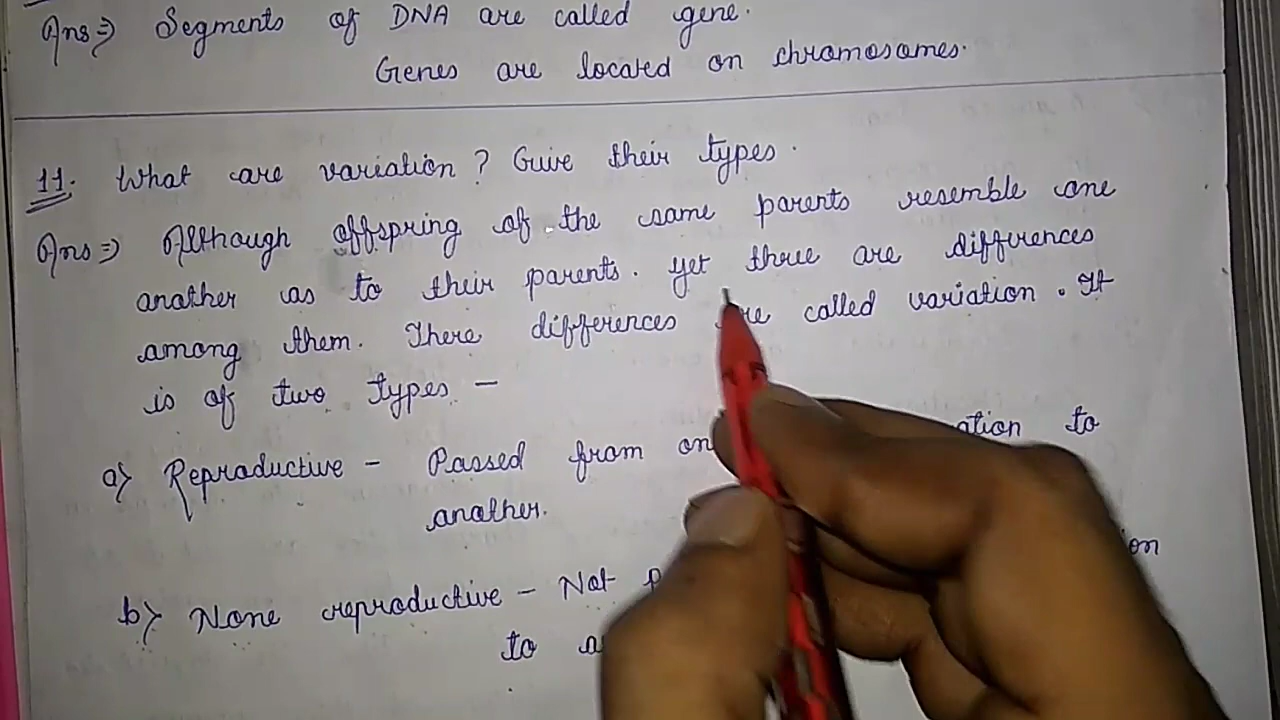 Ans⇒ Segments of DNA are called gene.
Genes are located on chromosomes.
11. What are variation? Give their types.
Ans⇒ Although offspring of the same parents resemble one
another as to their parents. Yet there are differences
among them. There differences are called variation. It
is of two types –
a) Reproductive – Passed from ation to
another.
b) None reproductive – Not on
to